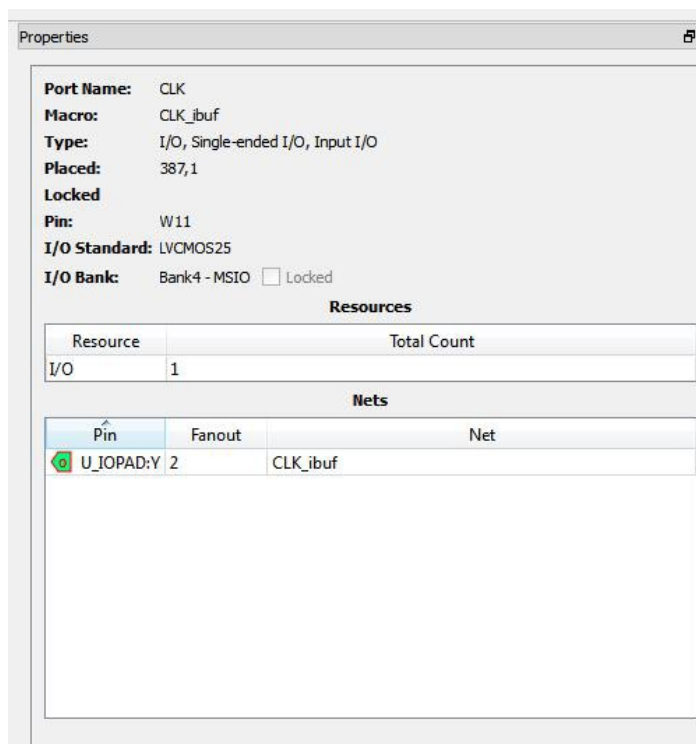 Properties
Port Name: CLK
Macro: CLK_ibuf
Type: I/O, Single-ended I/O, Input I/O
Placed: 387,1
Locked
Pin: W11
I/O Standard: LVCMOS25
I/O Bank: Bank4 - MSIO Locked
Resources
Resource Total Count
I/O 1
Nets
Pin Fanout Net
O U_IOPAD:Y 2 CLK_ibuf